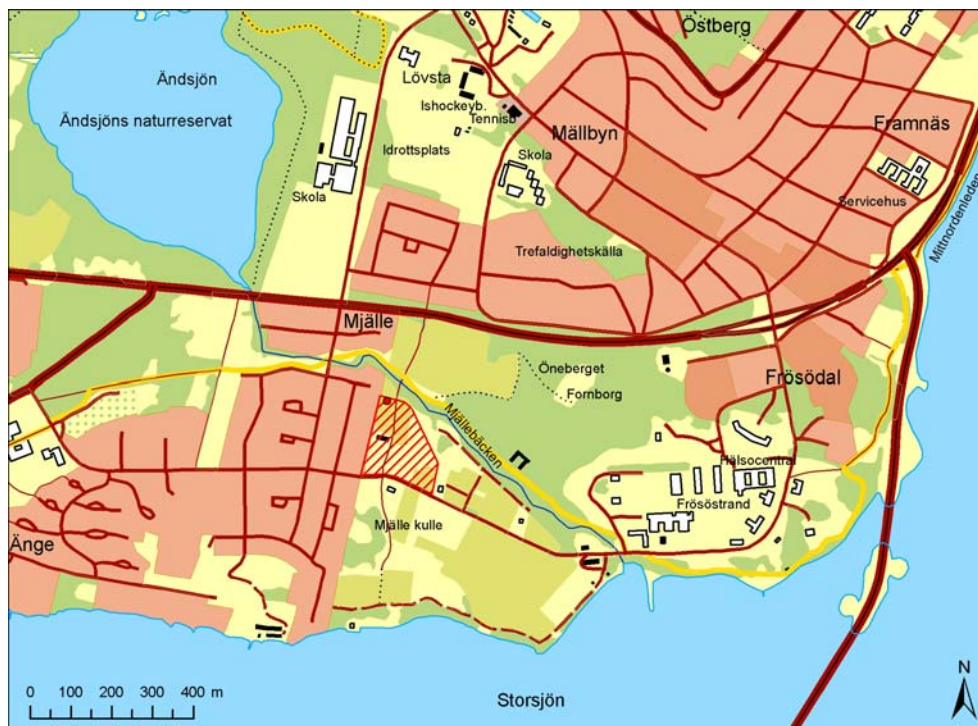 Östberg
Ändsjön
Lövsta
Ishockeyb.
Tennisb
Ändsjöns naturreservat
Mällbyn
Framnäs
Idrottsplats
Skola
Skola
Servicehus
Mittnordenleden
Trefaldighetskälla
Mjälle
Öneberget
Fornborg
Frösödal
Mjällebäcken
Hälsocentral
Frösöstrand
Mjälle kulle
Änge
N
0 100 200 300 400 m
Storsjön